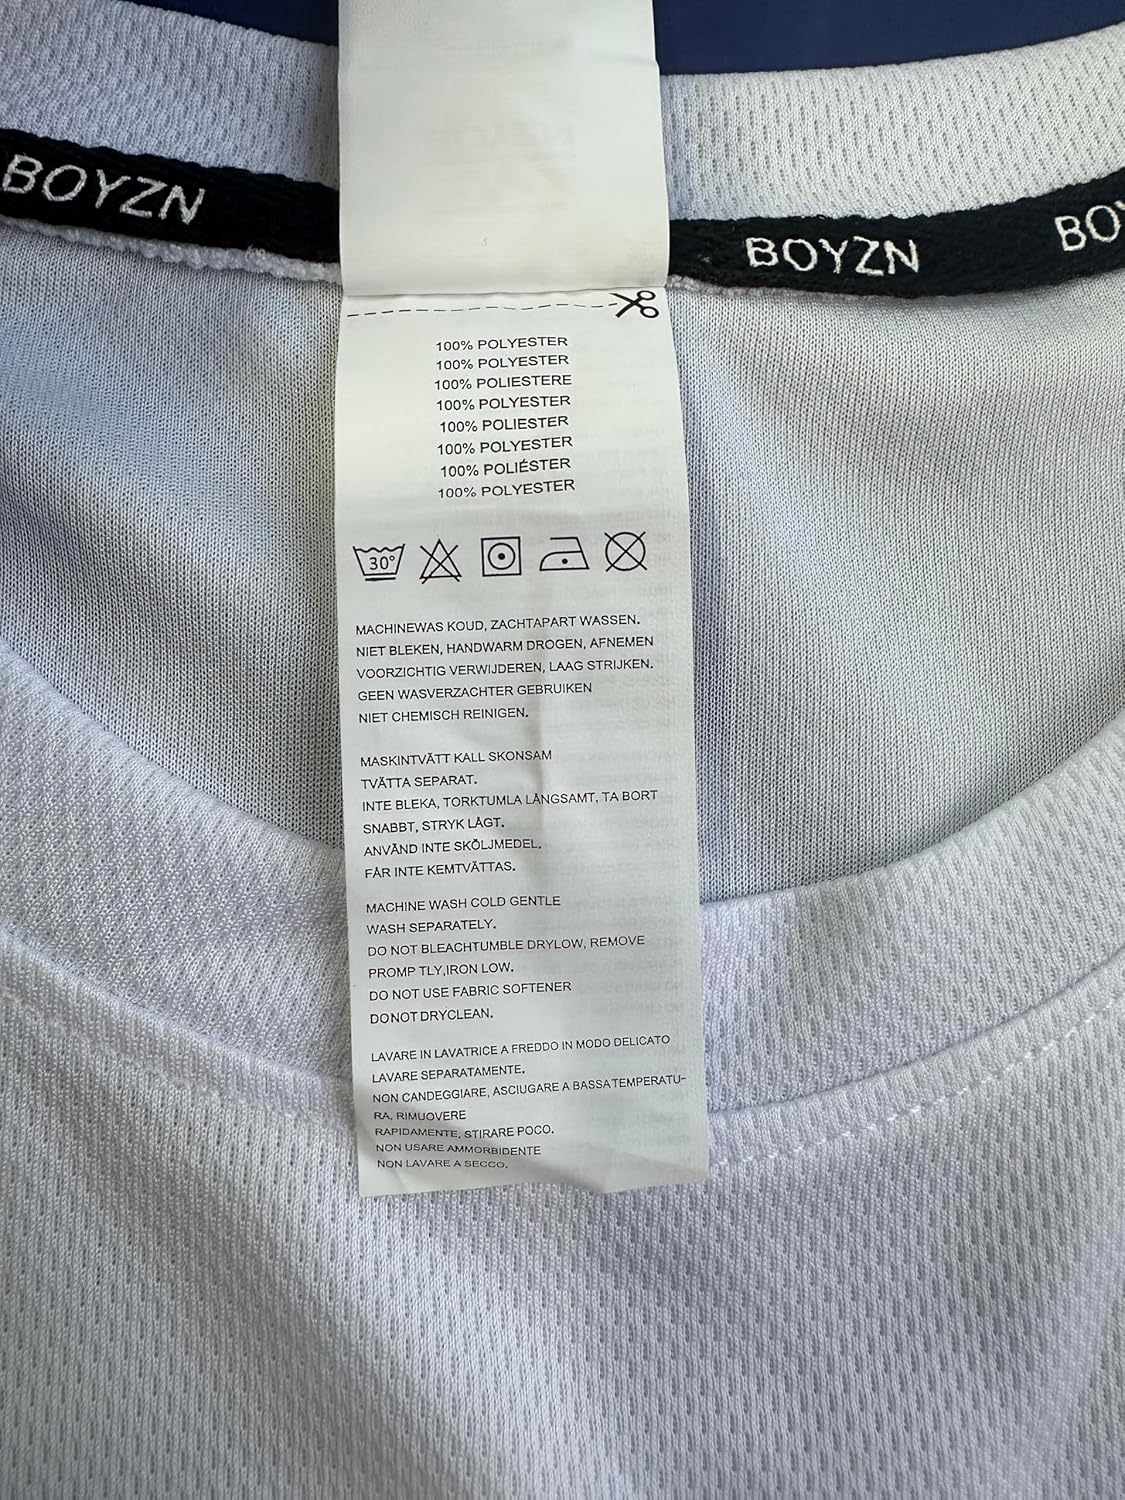 BOYZN
BOYZN
BO
100% POLYESTER
100% POLYESTER
100% POLIESTERE
100% POLYESTER
100% POLIESTER
100% POLYESTER
100% POLIÉSTER
100% POLYESTER
30°
MACHINEWAS KOUD, ZACHTAPART WASSEN.
NIET BLEKEN, HANDWARM DROGEN, AFNEMEN
VOORZICHTIG VERWIJDEREN, LAAG STRIJKEN.
GEEN WASVERZACHTER GEBRUIKEN
NIET CHEMISCH REINIGEN.
MASKINTVÄTT KALL SKONSAM
TVÄTTA SEPARAT.
INTE BLEKA, TORKTUMLA LÅNGSAMT, TA BORT
SNABBT, STRYK LÅGT.
ANVÄND INTE SKÖLJMEDEL.
FÅR INTE KEMTVÄTTAS.
MACHINE WASH COLD GENTLE
WASH SEPARATELY.
DO NOT BLEACHTUMBLE DRYLOW, REMOVE
PROMP TLY,IRON LOW.
DO NOT USE FABRIC SOFTENER
DO NOT DRYCLEAN.
LAVARE IN LAVATRICE A FREDDO IN MODO DELICATO
LAVARE SEPARATAMENTE.
NON CANDEGGIARE, ASCIUGARE A BASSATEMPERATU-
RA, RIMUOVERE
RAPIDAMENTE, STIRARE POCO.
NON USARE AMMORBIDENTE
NON LAVARE A SECCO.